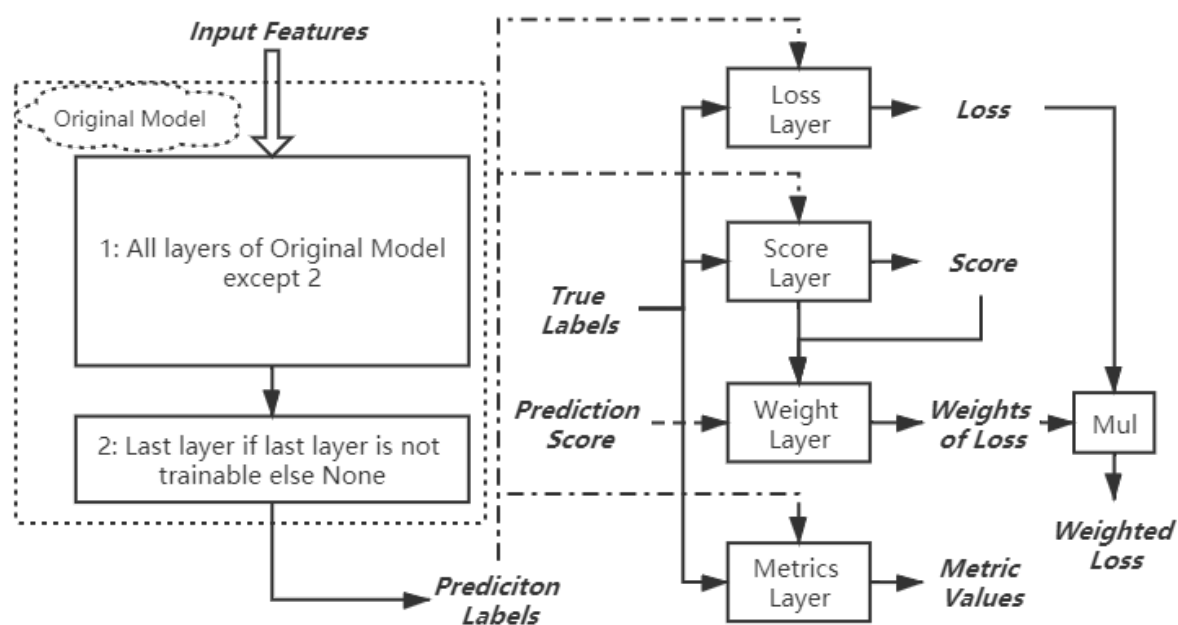 Input Features
Original Model
1: All layers of Original Model
except 2
2: Last layer if last layer is not
trainable else None
Prediciton
Labels
True
Labels
Prediction
Score
Loss
Layer
Loss
Score
Layer
Score
Weight
Layer
Weights
of Loss
Mul
Weighted
Loss
Metrics
Layer
Metric
Values